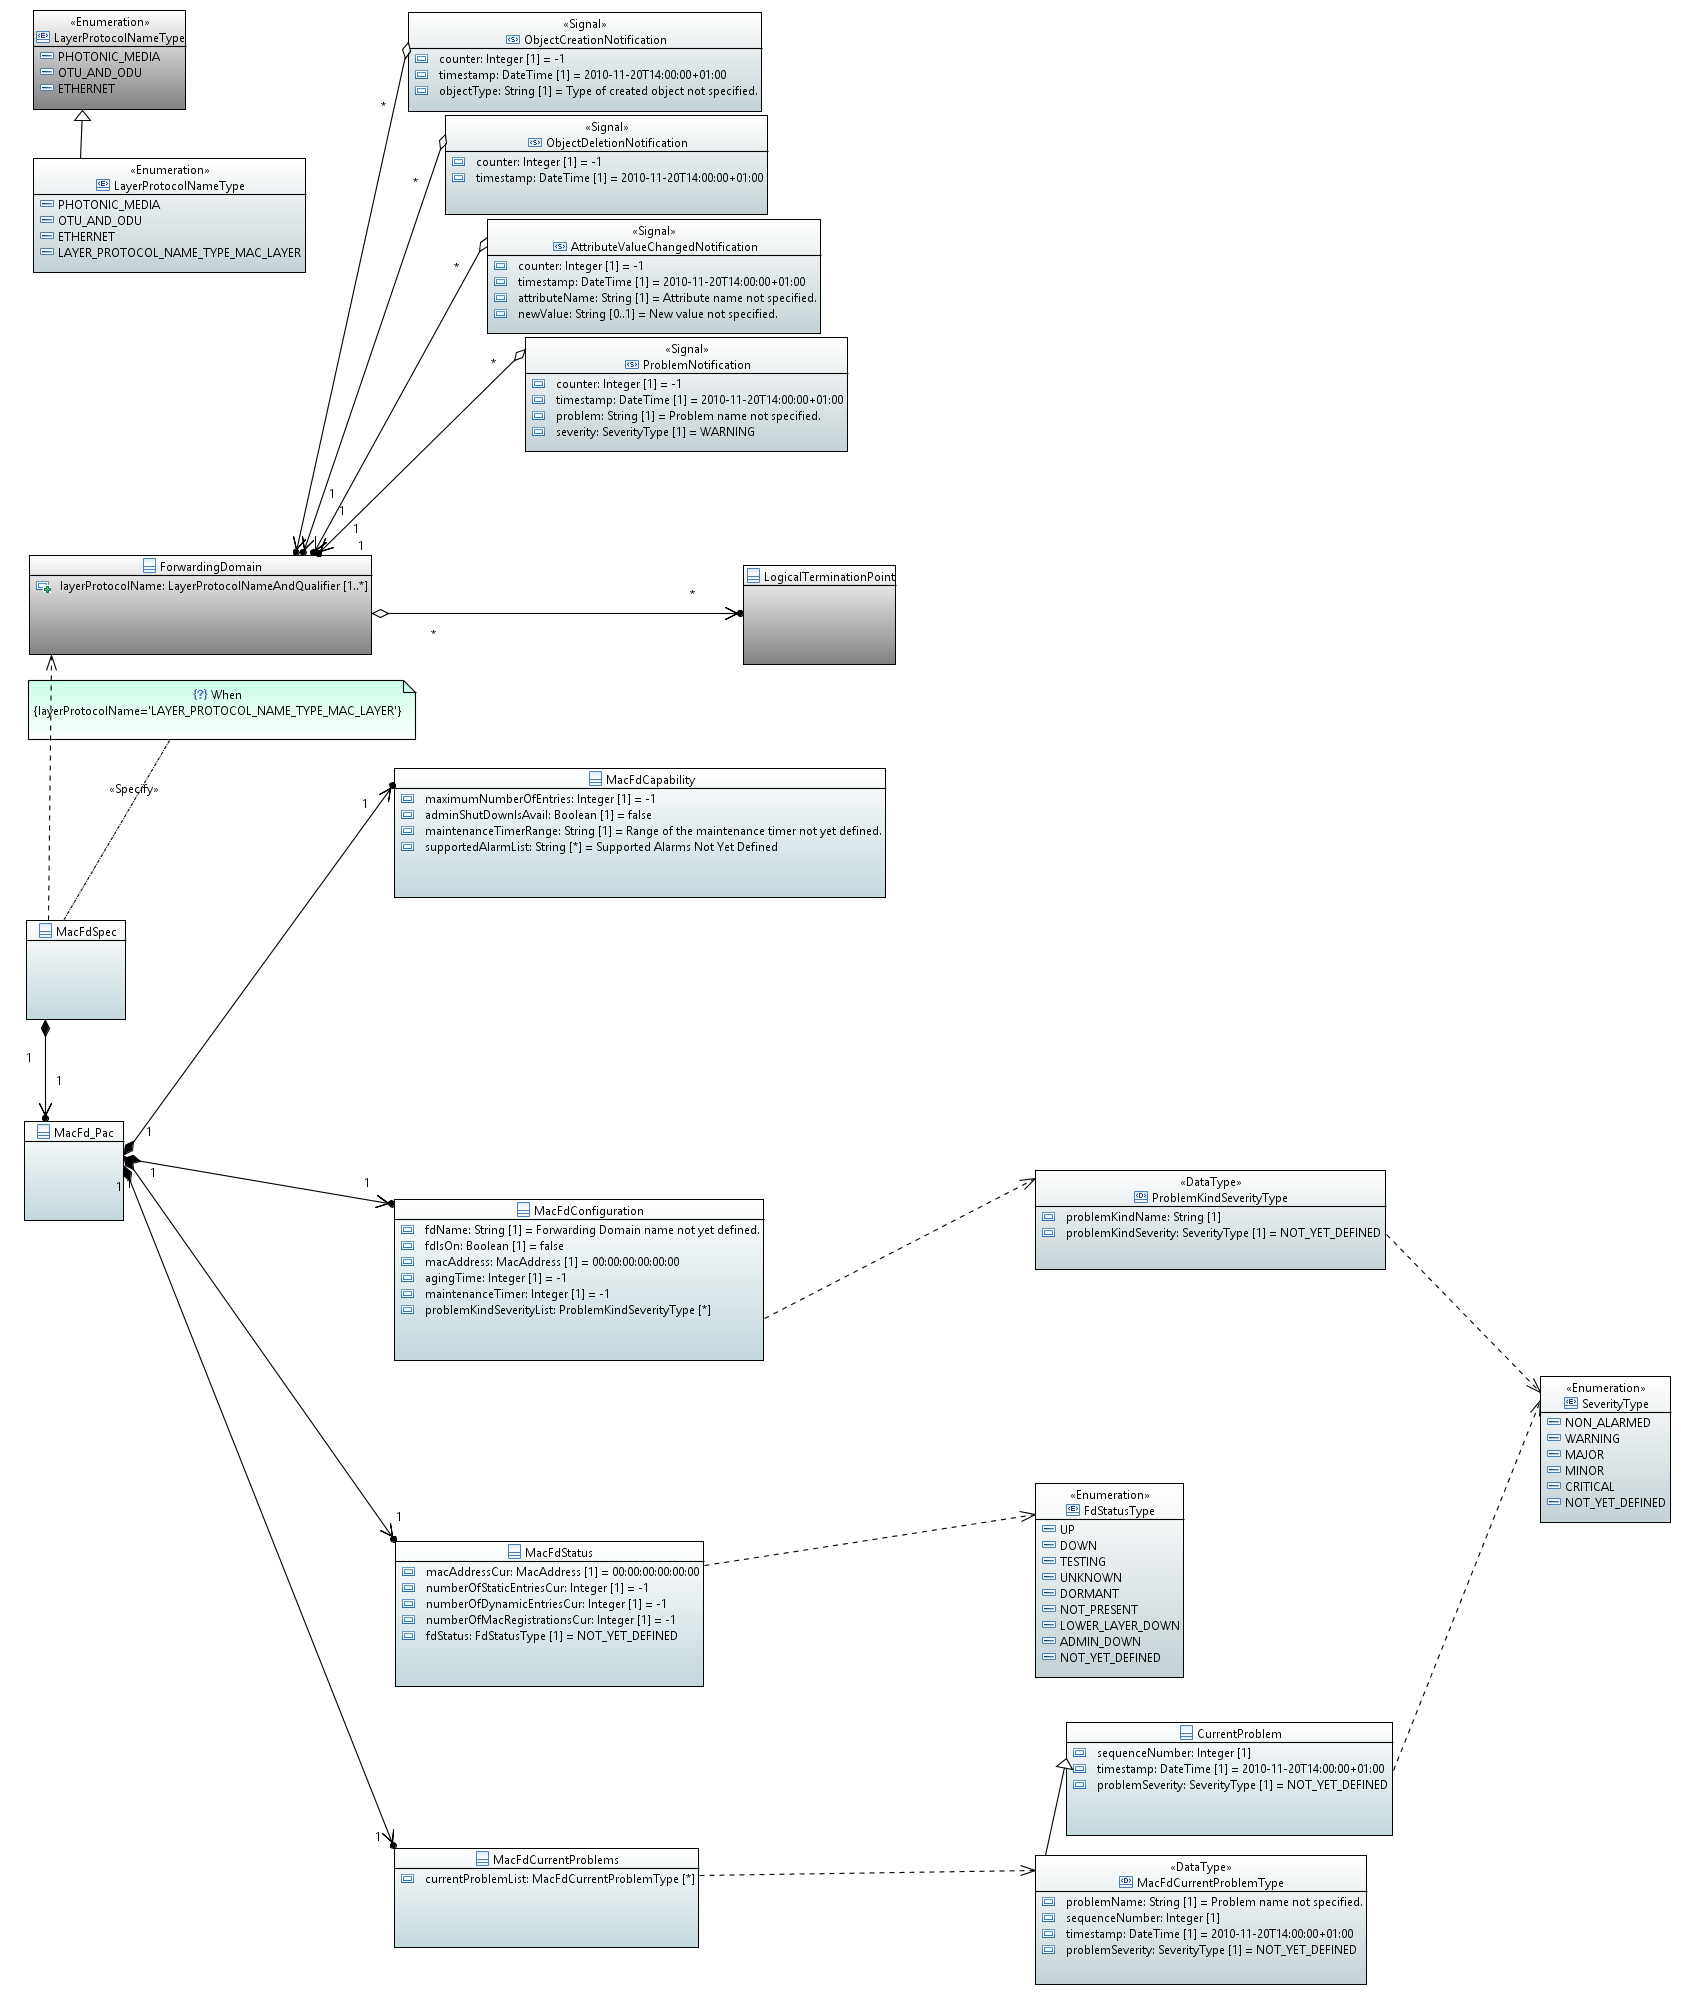 «Enumeration»
LayerProtocolNameType
PHOTONIC_MEDIA
OTU_AND_ODU
ETHERNET
«Enumeration»
LayerProtocolNameType
PHOTONIC_MEDIA
OTU_AND_ODU
ETHERNET
LAYER_PROTOCOL_NAME_TYPE_MAC_LAYER
«Signal»
ObjectCreationNotification
counter: Integer [1] = -1
timestamp: DateTime [1] = 2010-11-20T14:00:00+01:00
objectType: String [1] = Type of created object not specified.
*
«Signal»
ObjectDeletionNotification
counter: Integer [1] = -1
timestamp: DateTime [1] = 2010-11-20T14:00:00+01:00
*
«Signal»
AttributeValueChangedNotification
counter: Integer [1] = -1
timestamp: DateTime [1] = 2010-11-20T14:00:00+01:00
attributeName: String [1] = Attribute name not specified.
newValue: String [0..1] = New value not specified.
*
«Signal»
ProblemNotification
counter: Integer [1] = -1
timestamp: DateTime [1] = 2010-11-20T14:00:00+01:00
problem: String [1] = Problem name not specified.
severity: SeverityType [1] = WARNING
*
1
1
1
1
ForwardingDomain
layerProtocolName: LayerProtocolNameAndQualifier [1..*]
*
*
LogicalTerminationPoint
{?} When
{layerProtocolName='LAYER_PROTOCOL_NAME_TYPE_MAC_LAYER'}
«Specify»
MacFdSpec
1
1
MacFd_Pac
1
1
1
1
1
MacFdCapability
maximumNumberOfEntries: Integer [1] = -1
adminShutDownIsAvail: Boolean [1] = false
maintenanceTimerRange: String [1] = Range of the maintenance timer not yet defined.
supportedAlarmList: String [*] = Supported Alarms Not Yet Defined
1
MacFdConfiguration
fdName: String [1] = Forwarding Domain name not yet defined.
fdIsOn: Boolean [1] = false
macAddress: MacAddress [1] = 00:00:00:00:00:00
agingTime: Integer [1] = -1
maintenanceTimer: Integer [1] = -1
problemKindSeverityList: ProblemKindSeverityType [*]
«DataType»
ProblemKindSeverityType
problemKindName: String [1]
problemKindSeverity: SeverityType [1] = NOT_YET_DEFINED
«Enumeration»
SeverityType
NON_ALARMED
WARNING
MAJOR
MINOR
CRITICAL
NOT_YET_DEFINED
1
MacFdStatus
macAddressCur: MacAddress [1] = 00:00:00:00:00:00
numberOfStaticEntriesCur: Integer [1] = -1
numberOfDynamicEntriesCur: Integer [1] = -1
numberOfMacRegistrationsCur: Integer [1] = -1
fdStatus: FdStatusType [1] = NOT_YET_DEFINED
«Enumeration»
FdStatusType
UP
DOWN
TESTING
UNKNOWN
DORMANT
NOT_PRESENT
LOWER_LAYER_DOWN
ADMIN_DOWN
NOT_YET_DEFINED
CurrentProblem
sequenceNumber: Integer [1]
timestamp: DateTime [1] = 2010-11-20T14:00:00+01:00
problemSeverity: SeverityType [1] = NOT_YET_DEFINED
1
MacFdCurrentProblems
currentProblemList: MacFdCurrentProblemType [*]
«DataType»
MacFdCurrentProblemType
problemName: String [1] = Problem name not specified.
sequenceNumber: Integer [1]
timestamp: DateTime [1] = 2010-11-20T14:00:00+01:00
problemSeverity: SeverityType [1] = NOT_YET_DEFINED